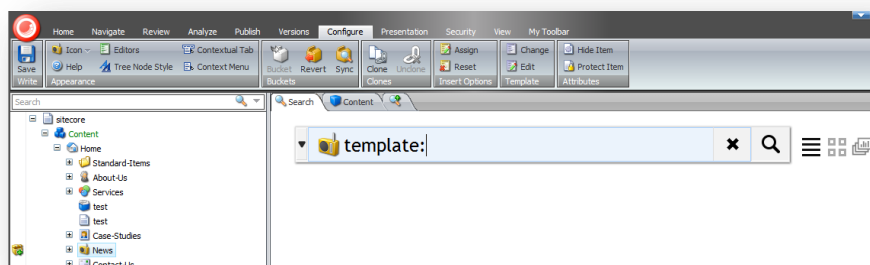 Home Navigate Review Analyze Publish Versions Configure Presentation Security View My Toolbar
Icon Editors Contextual Tab Assign Change Hide Item
Save Help Tree Node Style Context Menu Bucket Revert Sync Clone Unclone Reset Edit Protect Item
Write Appearance Buckets Clones Insert Options Template Attributes
Search Search Content
sitecore
Content
Home
Standard-Items
About-Us
Services
test
test
Case-Studies
News
Contact-Us
template: